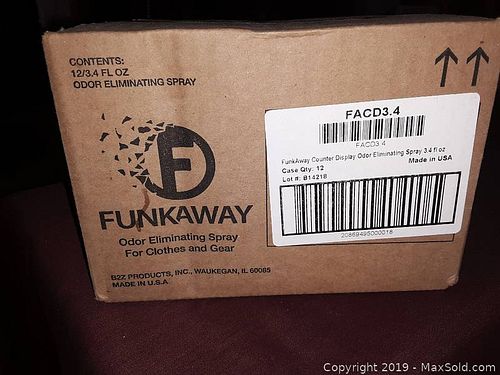 CONTENTS:
12/3.4 FL OZ
ODOR ELIMINATING SPRAY
F
FUNKAWAY
Odor Eliminating Spray
For Clothes and Gear
B2Z PRODUCTS, INC., WAUKEGAN, IL 60085
MADE IN U.S.A.
FACD3.4
FACD3.4
FunkAway Counter Display Odor Eliminating Spray 3.4 fl oz
Made in USA
Case Qty: 12
Lot #: B14218
20869495000018
Copyright © 2019 - MaxSold.com